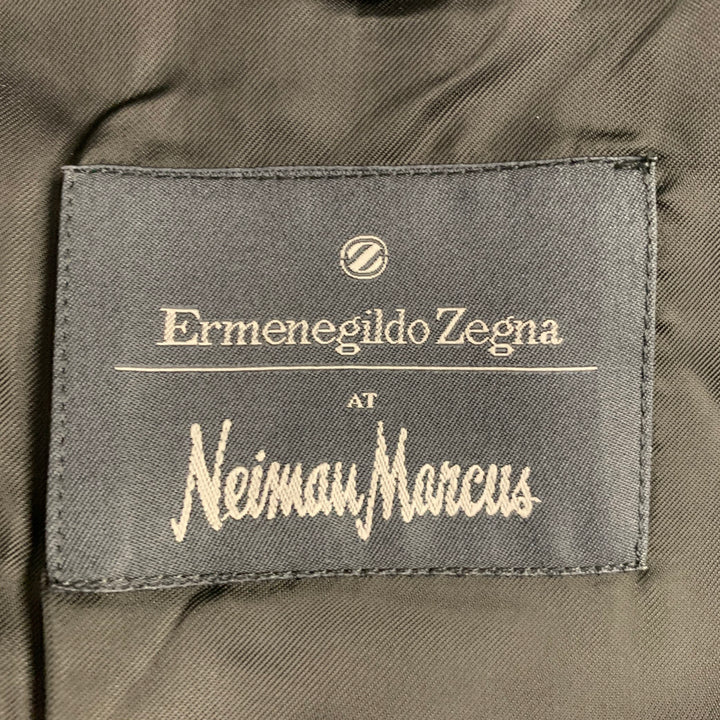 Z
Ermenegildo Zegna
AT
Neiman Marcus